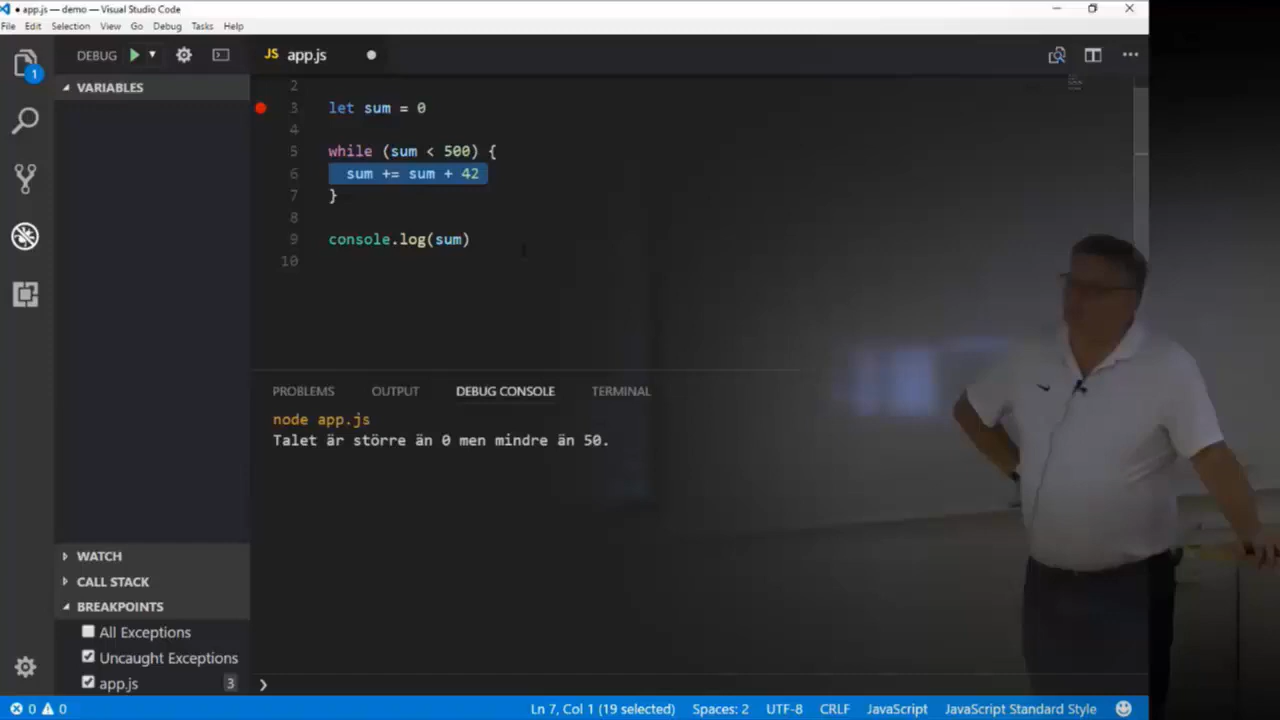 app.js — demo — Visual Studio Code
File Edit Selection View Go Debug Tasks Help
DEBUG
JS app.js
1
VARIABLES
2
3 let sum = 0
4
5 while (sum < 500) {
6 sum += sum + 42
7 }
8
9 console.log(sum)
10
PROBLEMS OUTPUT DEBUG CONSOLE TERMINAL
node app.js
Talet är större än 0 men mindre än 50.
WATCH
CALL STACK
BREAKPOINTS
All Exceptions
Uncaught Exceptions
app.js 3
0 0 Ln 7, Col 1 (19 selected) Spaces: 2 UTF-8 CRLF JavaScript JavaScript Standard Style